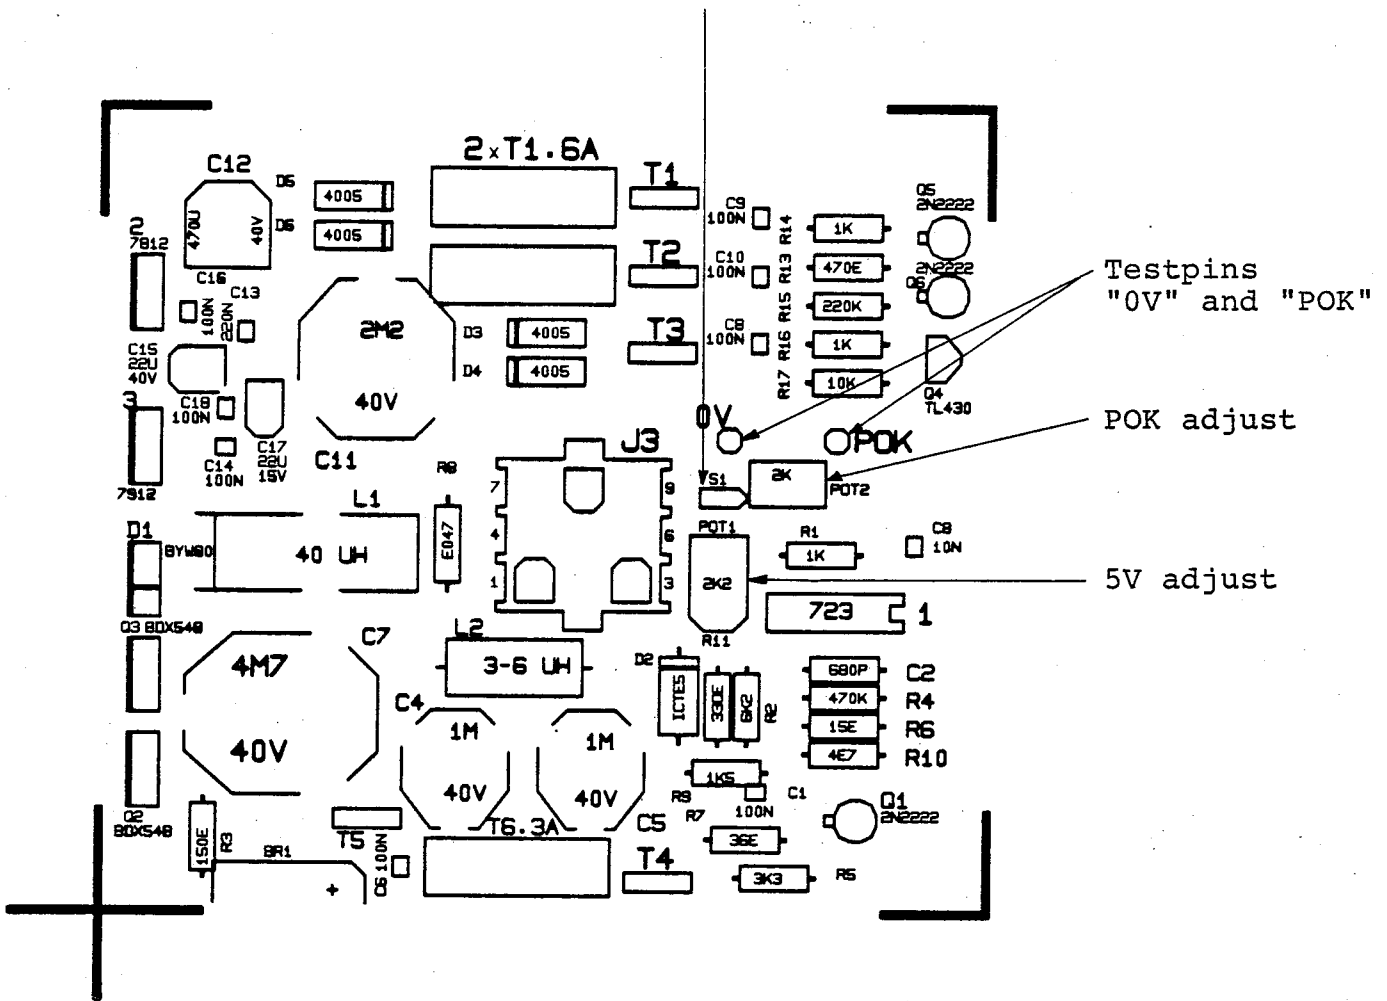 2xT1.6A
C12
D5
4005
T1
Q5
2N2222
470U
40V
C9
100N
R14
1K
2
7812
D6
4005
T2
C10
100N
R13
470E
2N2222
Q6
Testpins
"0V" and "POK"
C16
100N
C13
220N
R15
220K
2M2
40V
D3
4005
T3
C8
100N
R16
1K
C15
22U
40V
D4
4005
R17
10K
Q4
TL430
3
C18
100N
0V
POK
POK adjust
7912
C14
100N
C17
22U
15V
C11
J3
R8
7
9
4
6
1
3
S1
2K
POT2
L1
40 UH
E047
POT1
2K2
R11
R1
1K
C8
10N
D1
BYW80
5V adjust
723
1
Q3 BDX54B
C7
4M7
40V
L2
3-6 UH
D2
ICTE5
330E
6K2
R2
680P
C2
470K
R4
15E
R6
4E7
R10
C4
1M
40V
1M
40V
C5
1K5
R9
R7
100N
C1
Q1
2N2222
Q2
BDX54B
150E
R3
BR1
+
T5
C6 100N
T6.3A
T4
36E
3K3
R5